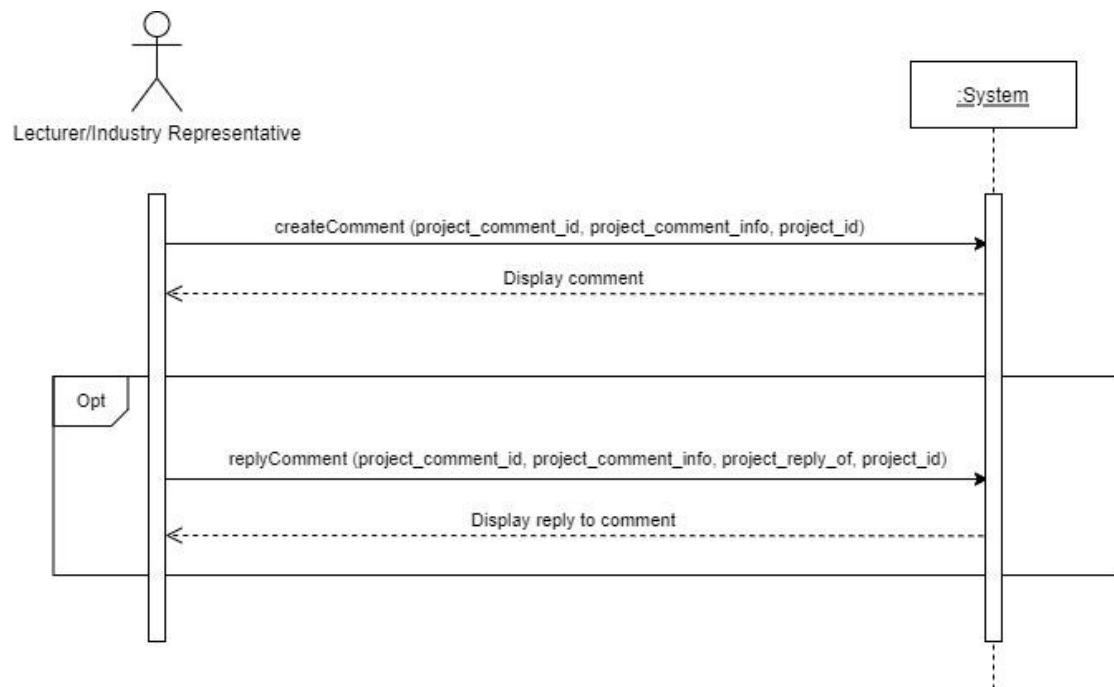 :System
Lecturer/Industry Representative
createComment (project_comment_id, project_comment_info, project_id)
Display comment
Opt
replyComment (project_comment_id, project_comment_info, project_reply_of, project_id)
Display reply to comment